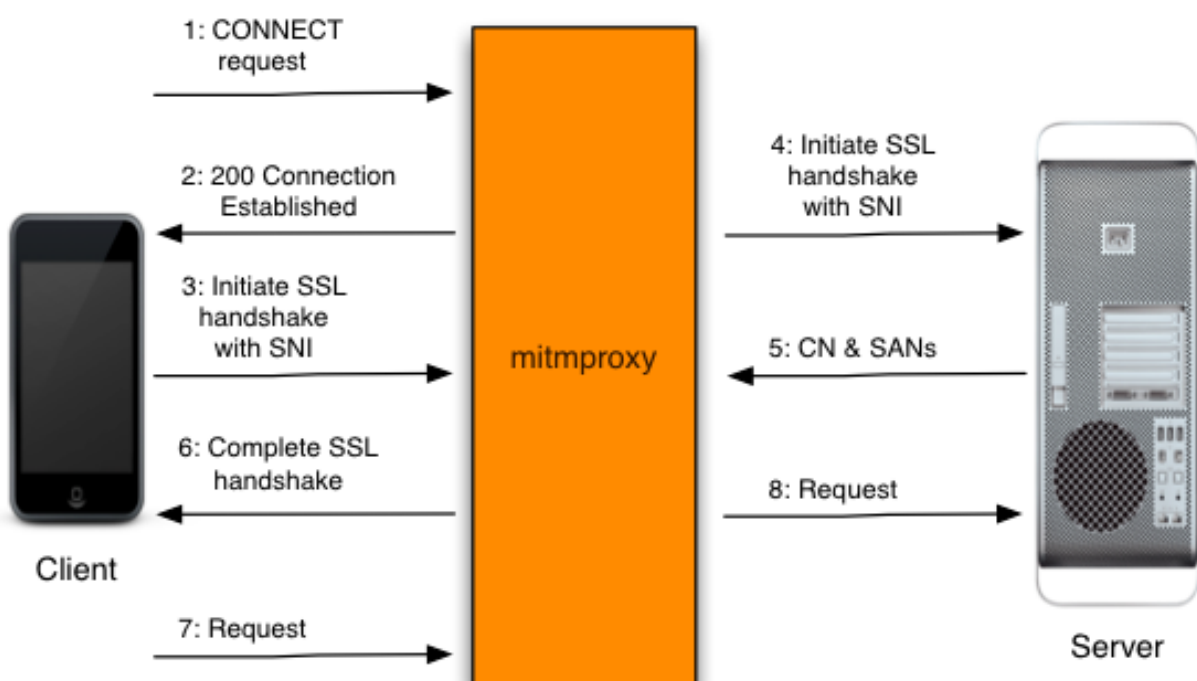 1: CONNECT
request
2: 200 Connection
Established
3: Initiate SSL
handshake
with SNI
4: Initiate SSL
handshake
with SNI
mitmproxy
5: CN & SANs
6: Complete SSL
handshake
8: Request
Client
7: Request
Server